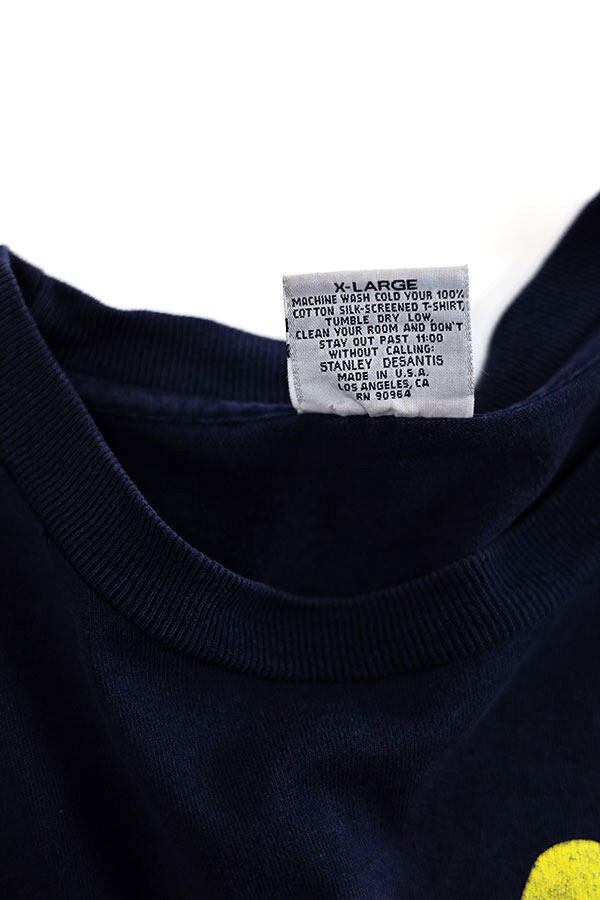 X-LARGE
MACHINE WASH COLD YOUR 100%
COTTON SILK-SCREENED T-SHIRT
TUMBLE DRY LOW,
CLEAN YOUR ROOM AND DON'T
STAY OUT PAST 11:00
WITHOUT CALLING:
STANLEY DESANTIS
MADE IN U.S.A.
LOS ANGELES, CA
RN 90964